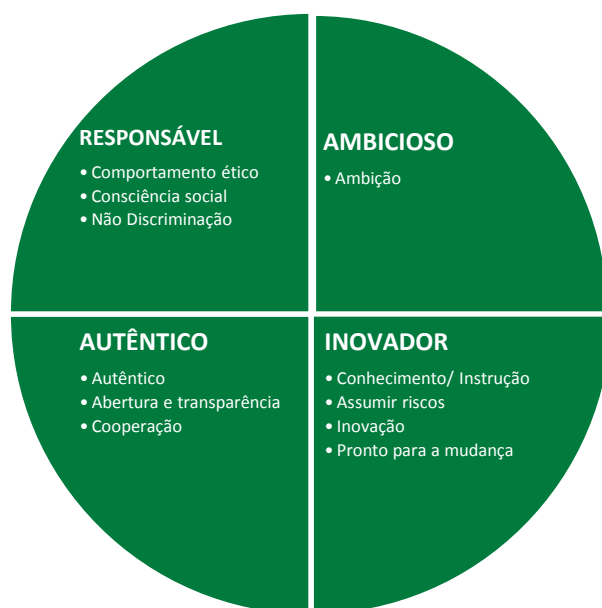 RESPONSÁVEL
• Comportamento ético
• Consciência social
• Não Discriminação
AMBICIOSO
• Ambição
AUTÊNTICO
• Autêntico
• Abertura e transparência
• Cooperação
INOVADOR
• Conhecimento/ Instrução
• Assumir riscos
• Inovação
• Pronto para a mudança